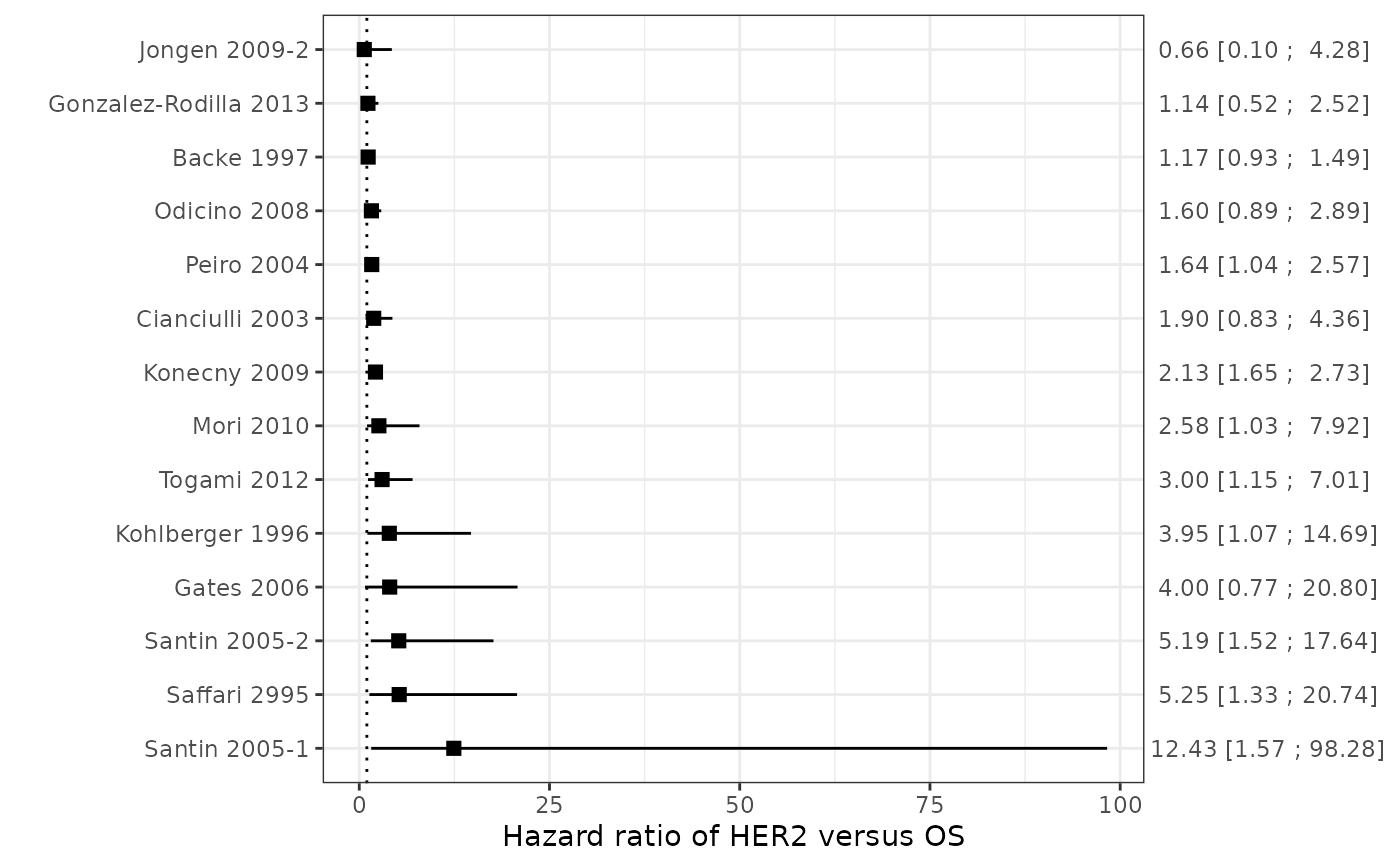 Jongen 2009-2 0.66 [0.10 ;  4.28]
Gonzalez-Rodilla 2013 1.14 [0.52 ;  2.52]
Backe 1997 1.17 [0.93 ;  1.49]
Odicino 2008 1.60 [0.89 ;  2.89]
Peiro 2004 1.64 [1.04 ;  2.57]
Cianciulli 2003 1.90 [0.83 ;  4.36]
Konecny 2009 2.13 [1.65 ;  2.73]
Mori 2010 2.58 [1.03 ;  7.92]
Togami 2012 3.00 [1.15 ;  7.01]
Kohlberger 1996 3.95 [1.07 ; 14.69]
Gates 2006 4.00 [0.77 ; 20.80]
Santin 2005-2 5.19 [1.52 ; 17.64]
Saffari 2995 5.25 [1.33 ; 20.74]
Santin 2005-1 12.43 [1.57 ; 98.28]
0 25 50 75 100
Hazard ratio of HER2 versus OS